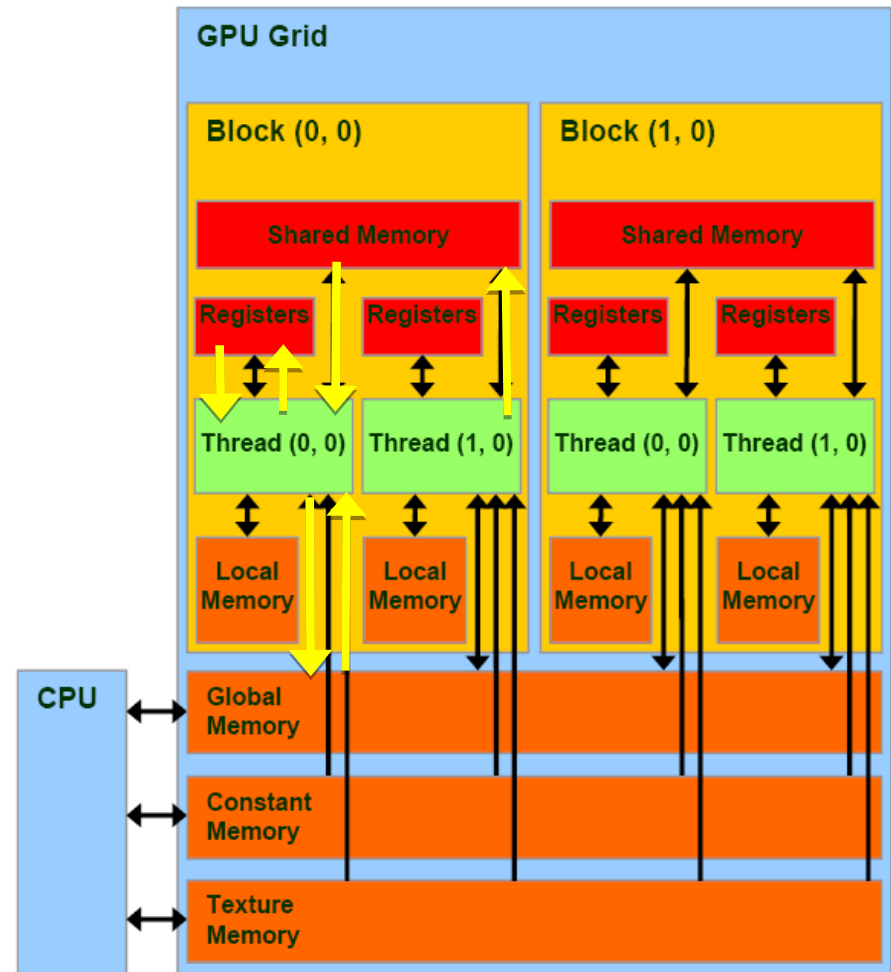 GPU Grid
Block (0, 0)
Block (1, 0)
Shared Memory
Shared Memory
Registers
Registers
Registers
Registers
Thread (0, 0)
Thread (1, 0)
Thread (0, 0)
Thread (1, 0)
Local
Memory
Local
Memory
Local
Memory
Local
Memory
CPU
Global
Memory
Constant
Memory
Texture
Memory